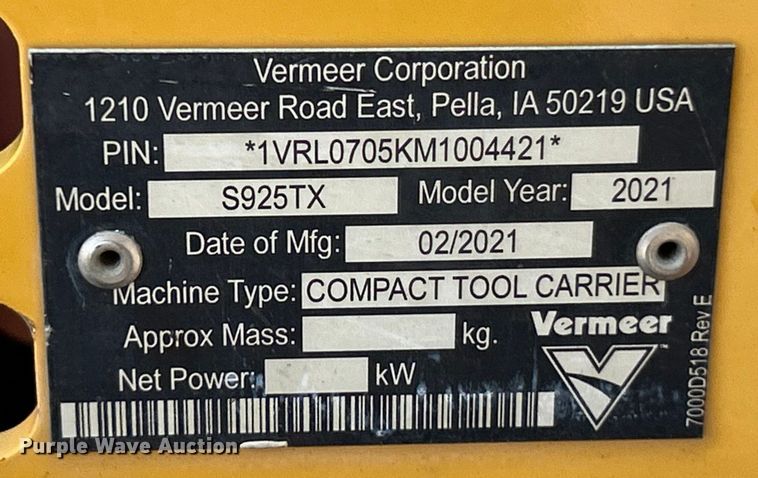 Vermeer Corporation
1210 Vermeer Road East, Pella, IA 50219 USA
PIN: *1VRL0705KM1004421*
Model: S925TX Model Year: 2021
Date of Mfg: 02/2021
Machine Type: COMPACT TOOL CARRIER
Approx Mass: kg. Vermeer
Net Power: kW
™
7000D518 Rev E
Purple Wave Auction